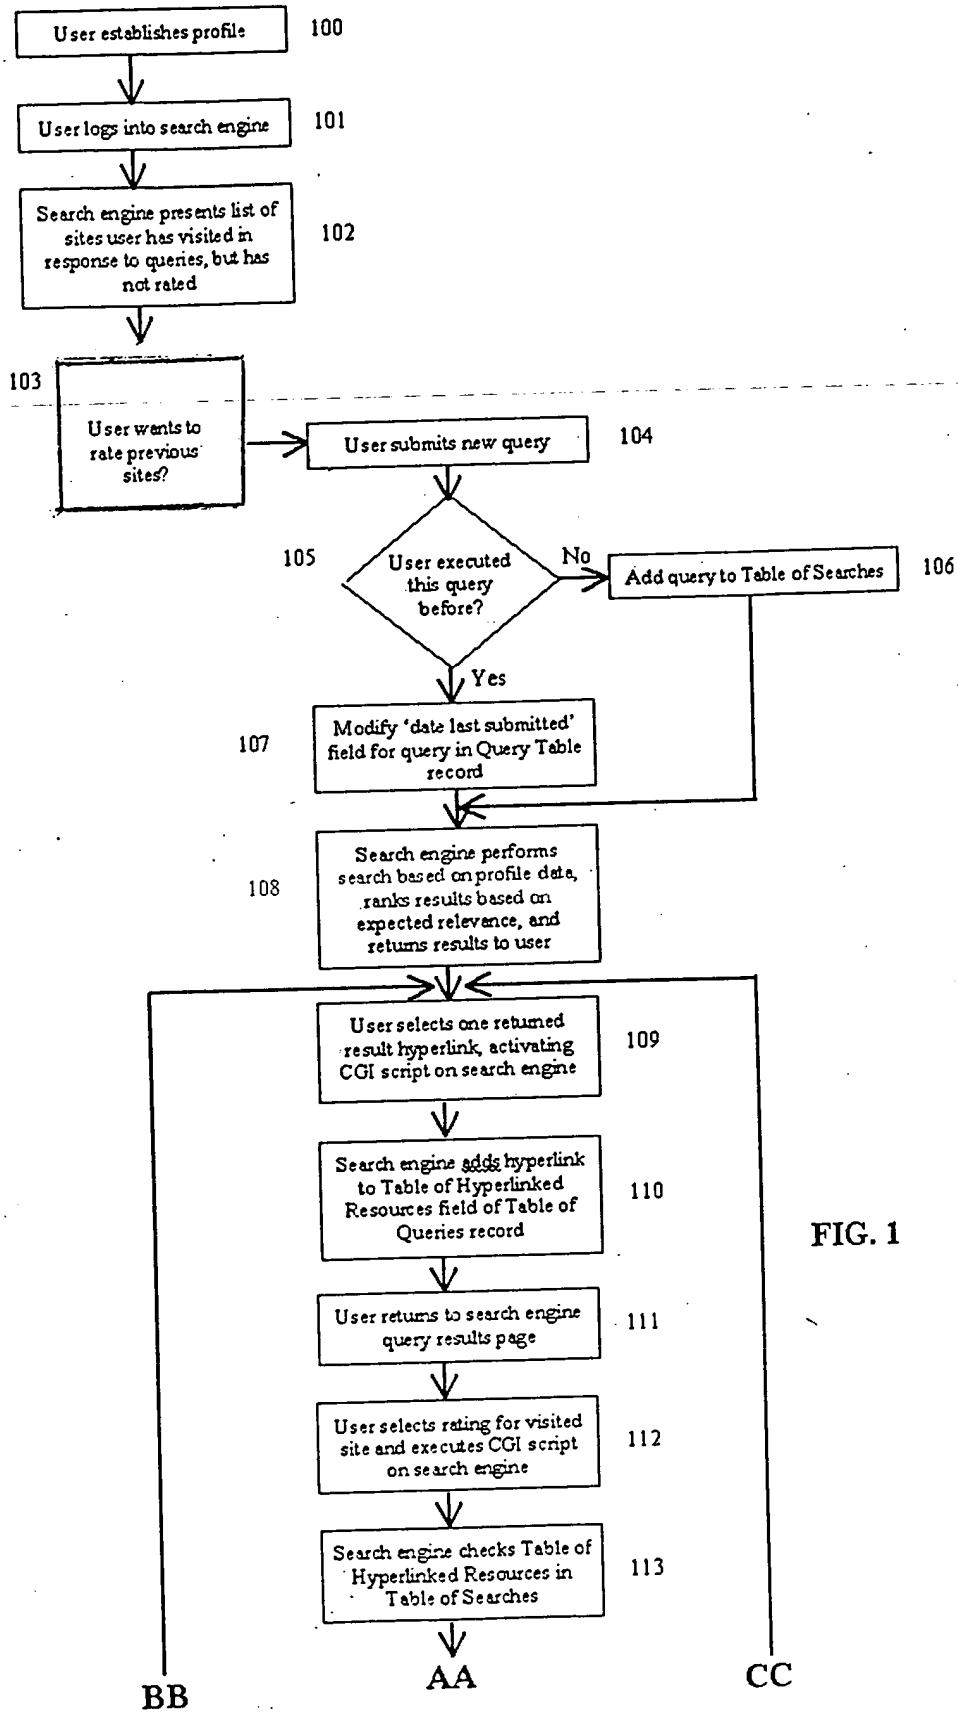 User establishes profile
100
User logs into search engine
101
Search engine presents list of
sites user has visited in
response to queries, but has
not rated
102
103
User wants to
rate previous
sites?
User submits new query
104
105
User executed
this query
before?
No
Add query to Table of Searches
106
Yes
107
Modify ‘date last submitted’
field for query in Query Table
record
108
Search engine performs
search based on profile data,
ranks results based on
expected relevance, and
returns results to user
User selects one returned
result hyperlink, activating
CGI script on search engine
109
Search engine adds hyperlink
to Table of Hyperlinked
Resources field of Table of
Queries record
110
FIG. 1
User returns to search engine
query results page
111
User selects rating for visited
site and executes CGI script
on search engine
112
Search engine checks Table of
Hyperlinked Resources in
Table of Searches
113
BB
AA
CC